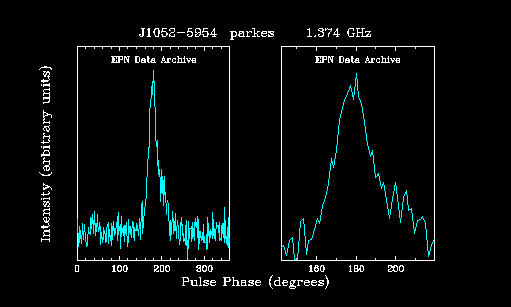 J1052-5954 parkes 1.374 GHz
EPN Data Archive EPN Data Archive
Intensity (arbitrary units)
0 100 200 300 160 180 200
Pulse Phase (degrees)